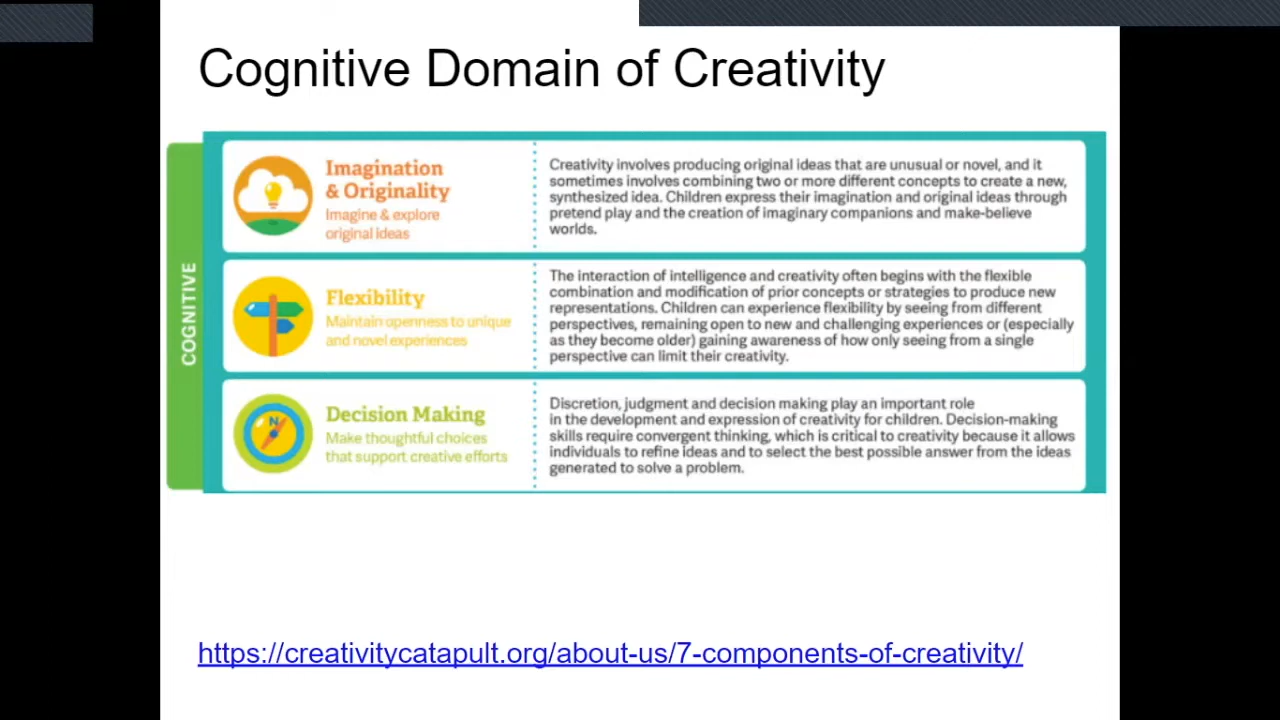 Cognitive Domain of Creativity
COGNITIVE
Imagination
& Originality
Imagine & explore
original ideas
Creativity involves producing original ideas that are unusual or novel, and it
sometimes involves combining two or more different concepts to create a new,
synthesized idea. Children express their imagination and original ideas through
pretend play and the creation of imaginary companions and make-believe
worlds.
Flexibility
Maintain openness to unique
and novel experiences
The interaction of intelligence and creativity often begins with the flexible
combination and modification of prior concepts or strategies to produce new
representations. Children can experience flexibility by seeing from different
perspectives, remaining open to new and challenging experiences or (especially
as they become older) gaining awareness of how only seeing from a single
perspective can limit their creativity.
N
Decision Making
Make thoughtful choices
that support creative efforts
Discretion, judgment and decision making play an important role
in the development and expression of creativity for children. Decision-making
skills require convergent thinking, which is critical to creativity because it allows
individuals to refine ideas and to select the best possible answer from the ideas
generated to solve a problem.
https://creativitycatapult.org/about-us/7-components-of-creativity/